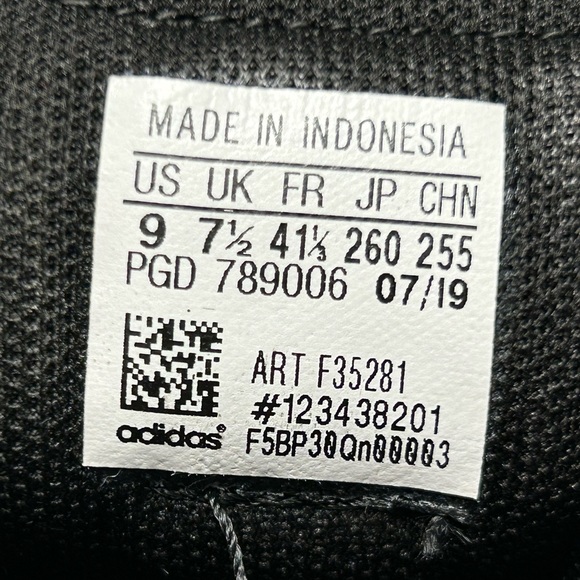 MADE IN INDONESIA
US UK FR JP CHN
9 7½ 41⅓ 260 255
PGD 789006 07/19
ART F35281
#123438201
adidas® F5BP30Qn00003